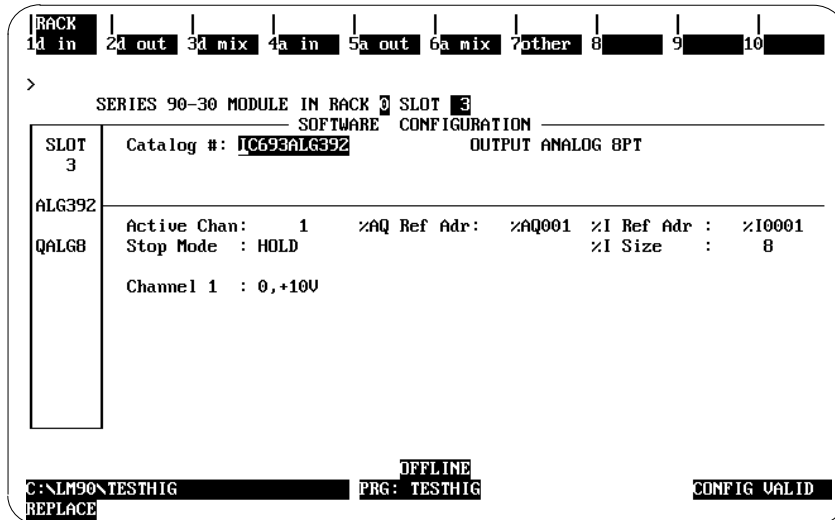 RACK
1d in 2d out 3d mix 4a in 5a out 6a mix 7other 8 9 10
>
SERIES 90-30 MODULE IN RACK 0 SLOT 3
SOFTWARE CONFIGURATION
SLOT Catalog #: IC693ALG392 OUTPUT ANALOG 8PT
3
ALG392
Active Chan: 1 %AQ Ref Adr: %AQ001 %I Ref Adr : %I0001
QALG8 Stop Mode : HOLD %I Size : 8
Channel 1 : 0,+10V
OFFLINE
C:\LM90\TESTHIG PRG: TESTHIG CONFIG VALID
REPLACE